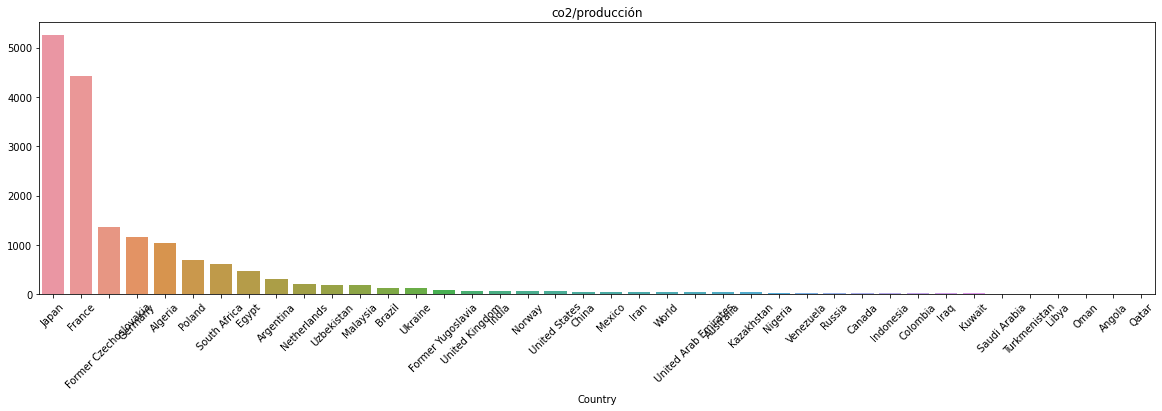 co2/producción
5000
4000
3000
2000
1000
0
Japan
France
Former Czechoslovakia
Germany
Algeria
Poland
South Africa
Egypt
Argentina
Netherlands
Uzbekistan
Malaysia
Brazil
Ukraine
Former Yugoslavia
United Kingdom
India
Norway
United States
China
Mexico
Iran
World
United Arab Emirates
Australia
Kazakhstan
Nigeria
Venezuela
Russia
Canada
Indonesia
Colombia
Iraq
Kuwait
Saudi Arabia
Turkmenistan
Libya
Oman
Angola
Qatar
Country